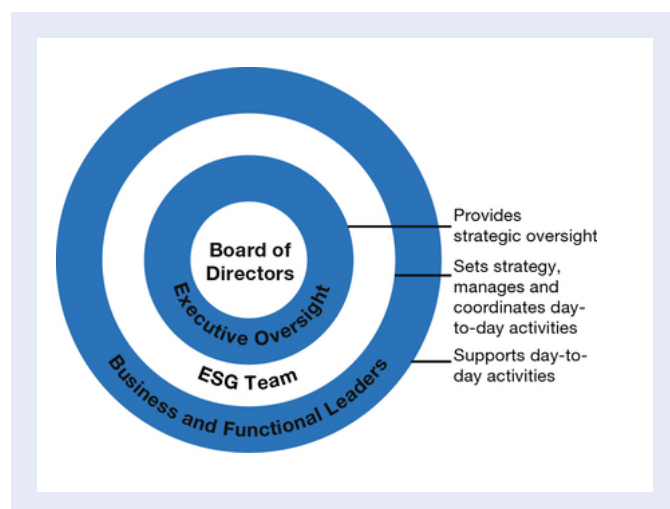 Board of
Directors
Executive Oversight
ESG Team
Business and Functional Leaders
Provides
strategic oversight
Sets strategy,
manages and
coordinates day-
to-day activities
Supports day-to-
day activities